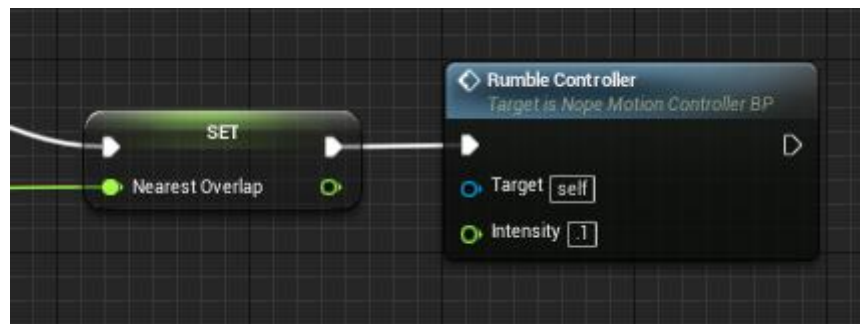 SET
Nearest Overlap
Rumble Controller
Target is Nope Motion Controller BP
Target self
Intensity .1